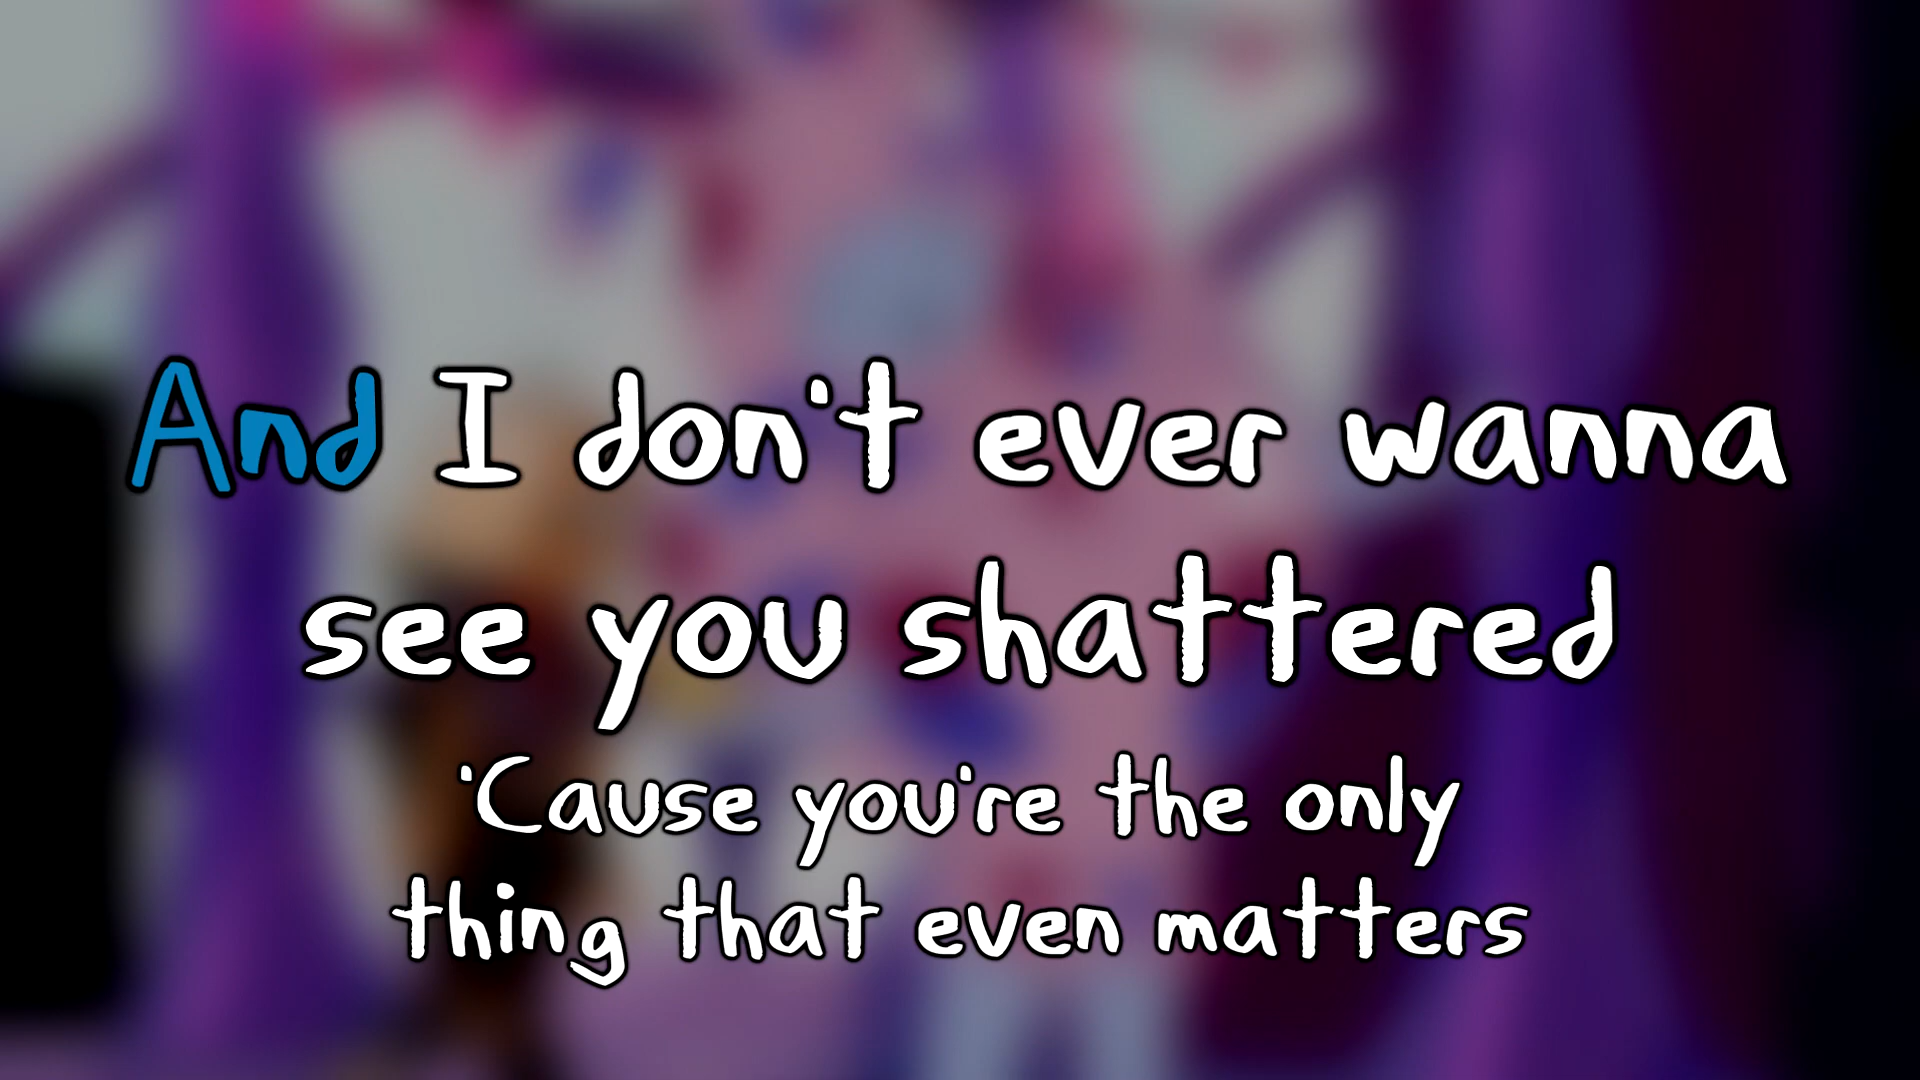 And I don't ever wanna
see you shattered
'Cause you're the only
thing that even matters